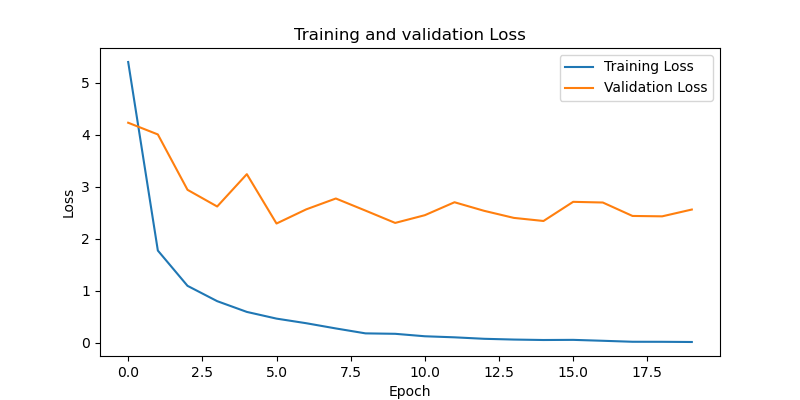 Training and validation Loss
Training Loss
Validation Loss
Loss
5
4
3
2
1
0
0.0 2.5 5.0 7.5 10.0 12.5 15.0 17.5
Epoch